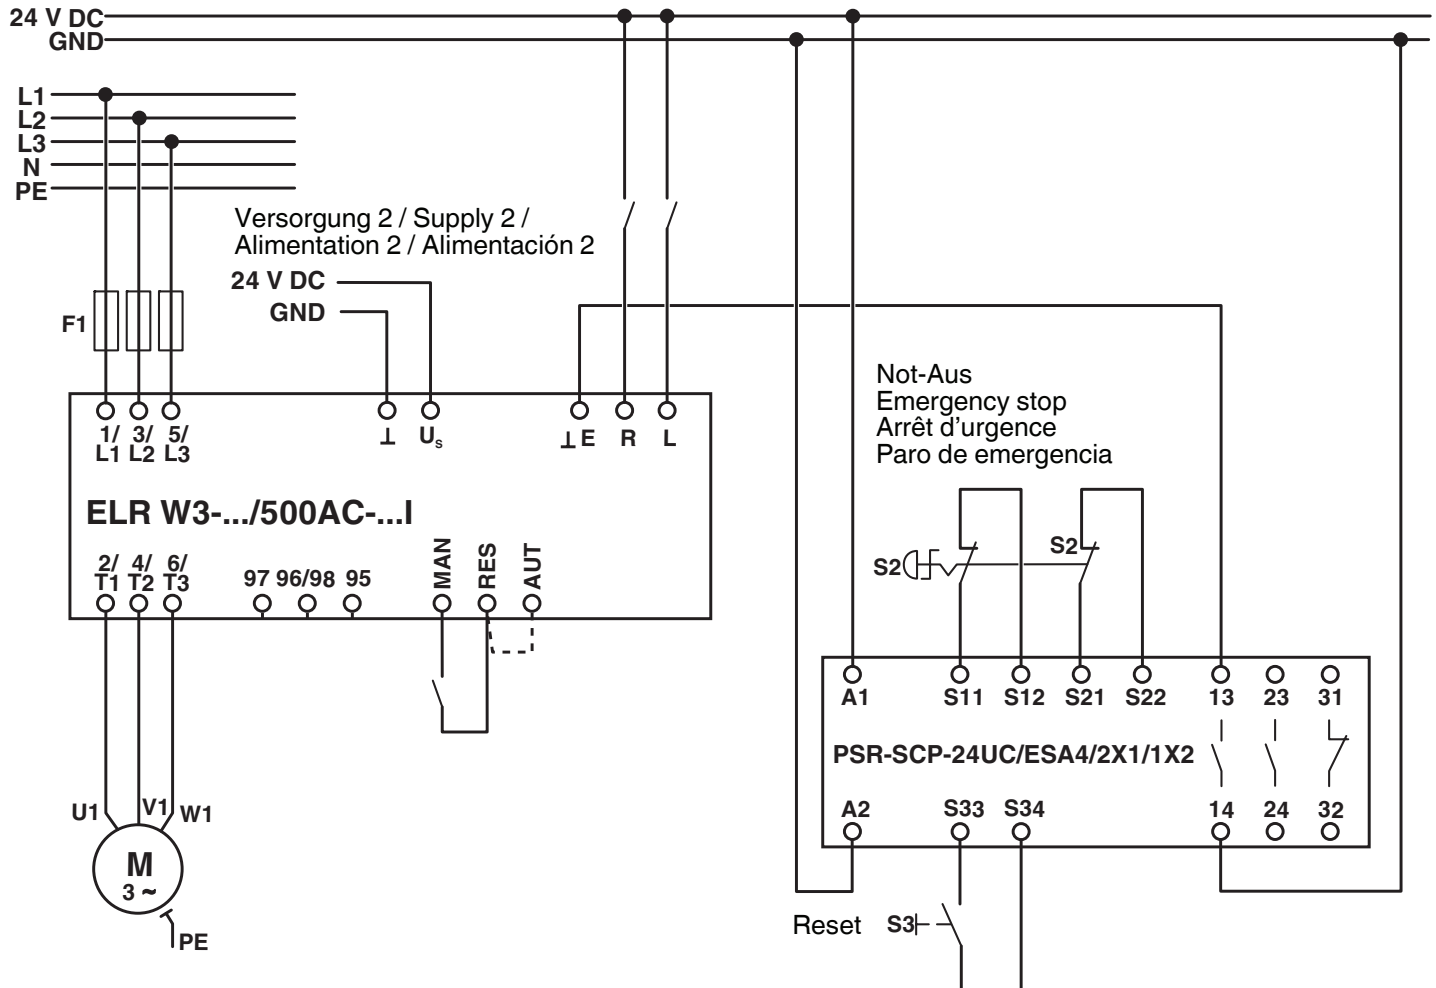 24 V DC
GND
L1
L2
L3
N
PE
Versorgung 2 / Supply 2 /
Alimentation 2 / Alimentación 2
24 V DC
GND
F1
Not-Aus
Emergency stop
Arrêt d’urgence
Paro de emergencia
1/ 3/ 5/
L1 L2 L3
⊥ Us
⊥ E R L
ELR W3-.../500AC-...I
2/ 4/ 6/
T1 T2 T3
97 96/98 95
MAN RES AUT
S2 S2
A1 S11 S12 S21 S22 13 23 31
PSR-SCP-24UC/ESA4/2X1/1X2
A2 S33 S34 14 24 32
U1 V1 W1
M
3 ~
PE
Reset S3